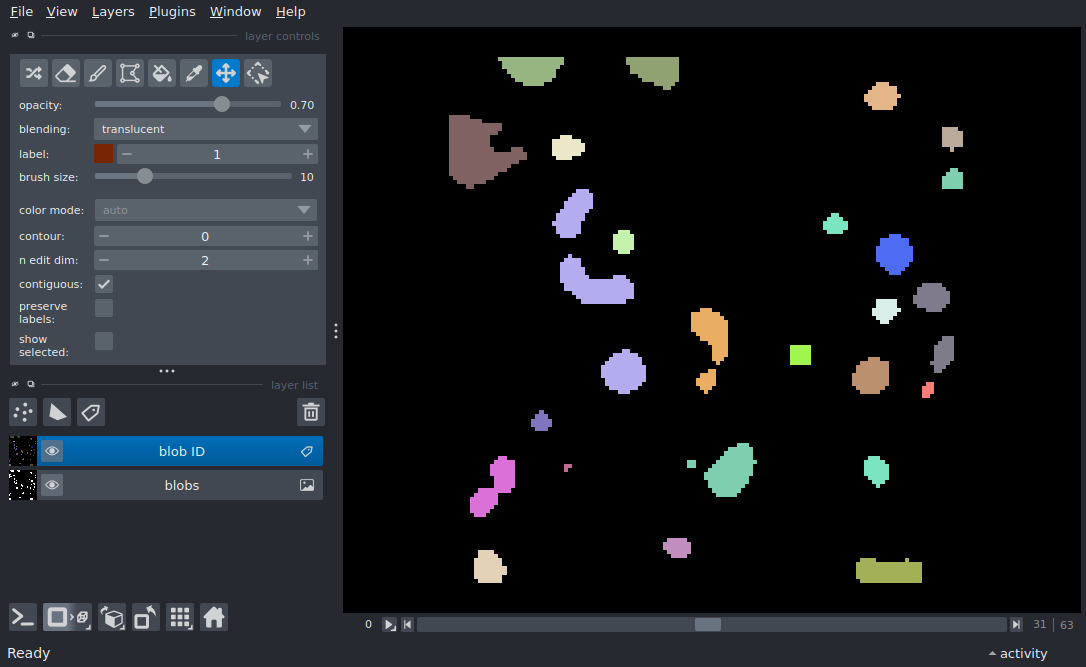 File View Layers Plugins Window Help
layer controls
opacity: 0.70
blending: translucent
label: 1
brush size: 10
color mode: auto
contour: 0
n edit dim: 2
contiguous:
preserve
labels:
show
selected:
layer list
blob ID
blobs
0 31 | 63
Ready activity